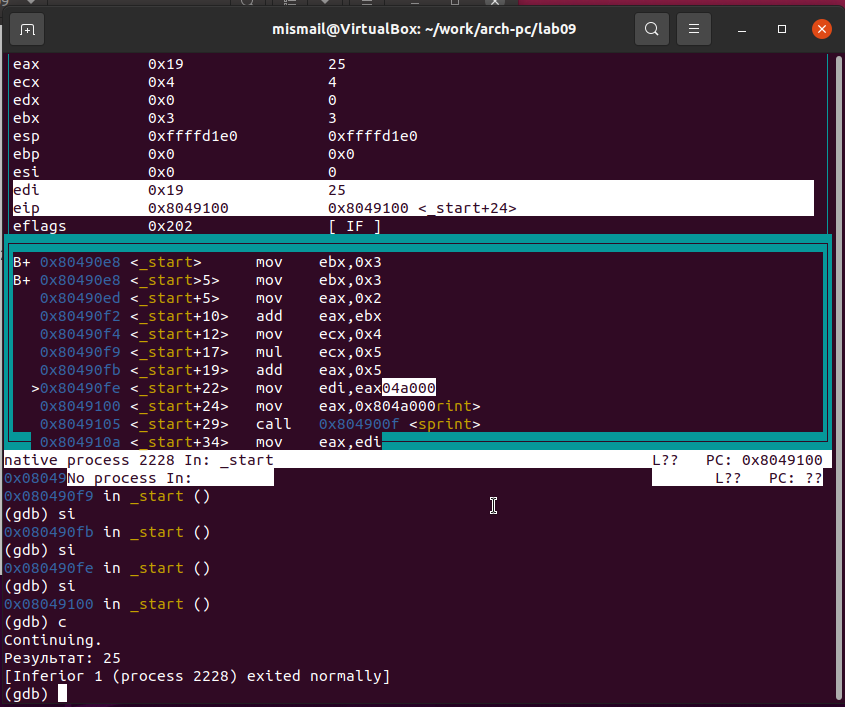 mismail@VirtualBox: ~/work/arch-pc/lab09
eax 0x19 25
ecx 0x4 4
edx 0x0 0
ebx 0x3 3
esp 0xffffd1e0 0xffffd1e0
ebp 0x0 0x0
esi 0x0 0
edi 0x19 25
eip 0x8049100 0x8049100 <_start+24>
eflags 0x202 [ IF ]
B+ 0x80490e8 <_start> mov ebx,0x3
B+ 0x80490e8 <_start>5> mov ebx,0x3
0x80490ed <_start+5> mov eax,0x2
0x80490f2 <_start+10> add eax,ebx
0x80490f4 <_start+12> mov ecx,0x4
0x80490f9 <_start+17> mul ecx,0x5
0x80490fb <_start+19> add eax,0x5
>0x80490fe <_start+22> mov edi,eax04a000
0x8049100 <_start+24> mov eax,0x804a000rint>
0x8049105 <_start+29> call 0x804900f <sprint>
0x804910a <_start+34> mov eax,edi
native process 2228 In: _start L?? PC: 0x8049100
0x08049No process In: L?? PC: ??
0x080490f9 in _start ()
(gdb) si
0x080490fb in _start ()
(gdb) si
0x080490fe in _start ()
(gdb) si
0x08049100 in _start ()
(gdb) c
Continuing.
Результат: 25
[Inferior 1 (process 2228) exited normally]
(gdb)